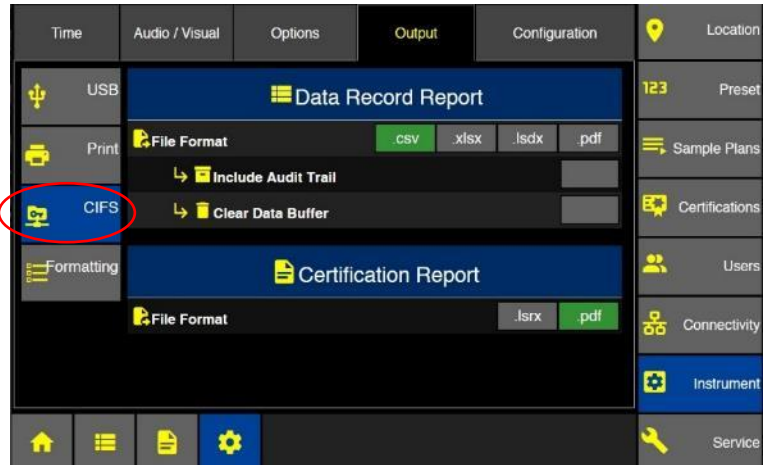 Time
Audio / Visual
Options
Output
Configuration
Location
USB
Data Record Report
123
Preset
Print
File Format
.csv
.xlsx
.lsdx
.pdf
Sample Plans
Include Audit Trail
CIFS
Clear Data Buffer
Certifications
Formatting
Certification Report
Users
File Format
.lsrx
.pdf
Connectivity
Instrument
Service